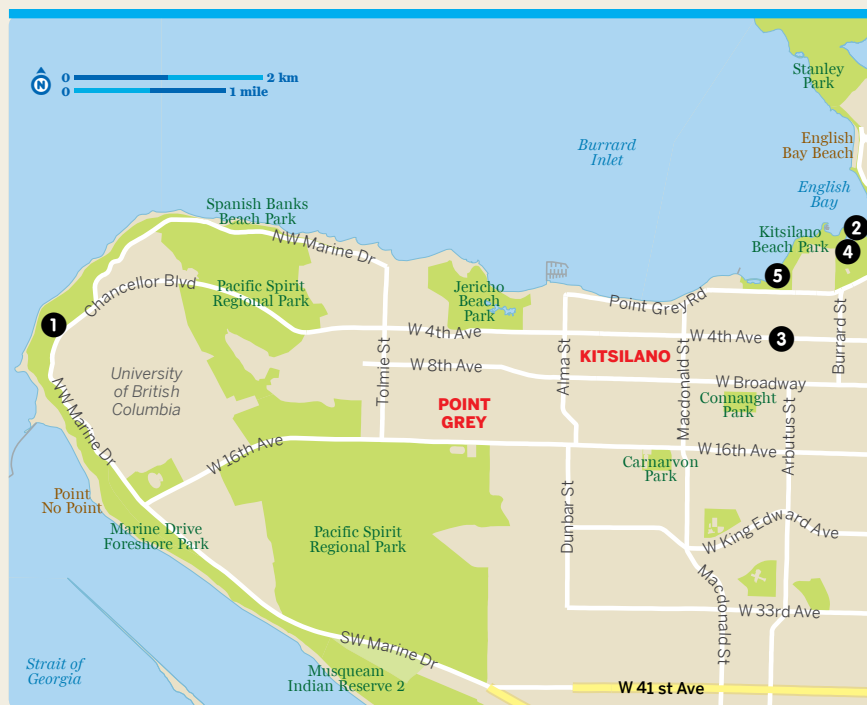 N
0
2 km
0
1 mile
Stanley
Park
English
Bay Beach
Burrard
Inlet
English
Bay
Spanish Banks
Beach Park
NW Marine Dr
Kitsilano
Beach Park
2
4
5
Chancellor Blvd
Pacific Spirit
Regional Park
Jericho
Beach
Park
Point Grey Rd
Burrard St
1
W 4th Ave
W 4th Ave
3
KITSILANO
W 8th Ave
Tolmie St
Alma St
Macdonald St
W Broadway
University
of British
Columbia
POINT
GREY
Connaught
Park
Arbutus St
NW Marine Dr
W 16th Ave
W 16th Ave
Carnarvon
Park
Point
No Point
Dunbar St
Marine Drive
Foreshore Park
Pacific Spirit
Regional Park
W King Edward Ave
Macdonald St
W 33rd Ave
SW Marine Dr
Strait of
Georgia
Musqueam
Indian Reserve 2
W 41 st Ave